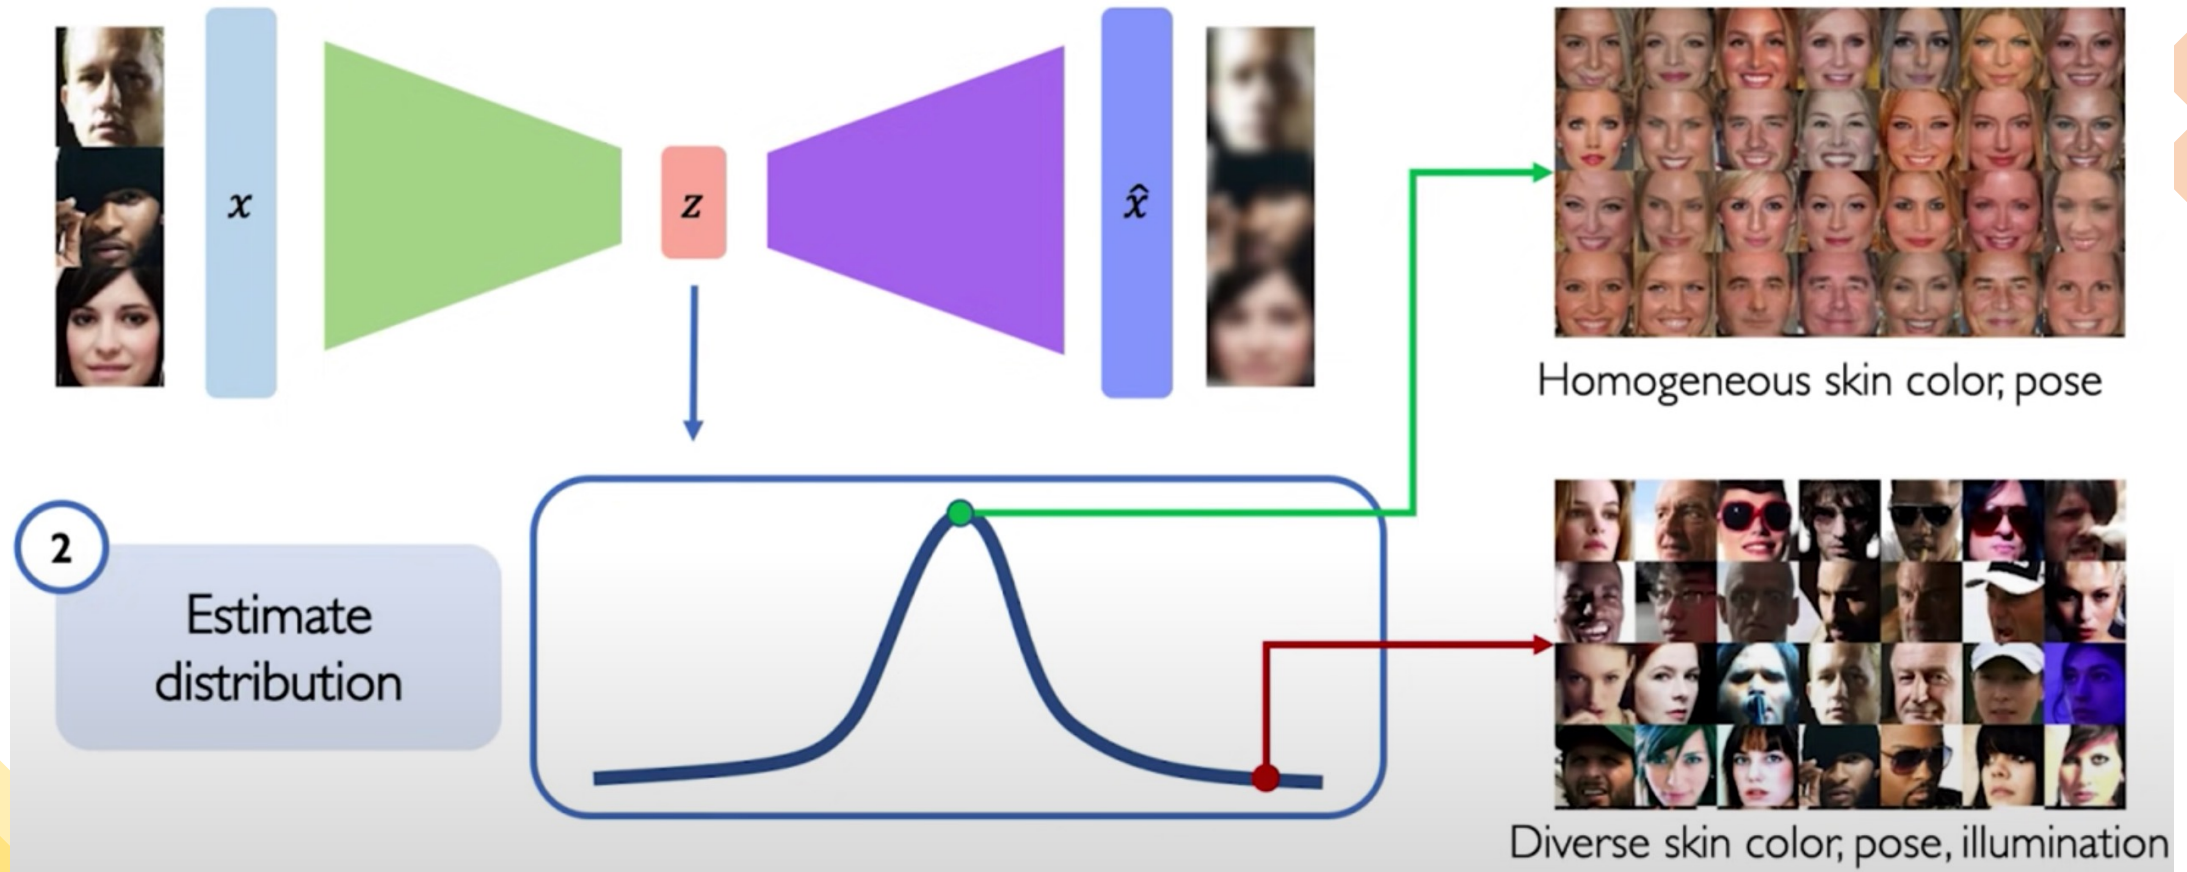 x
z
x̂
Homogeneous skin color, pose
2
Estimate
distribution
Diverse skin color, pose, illumination